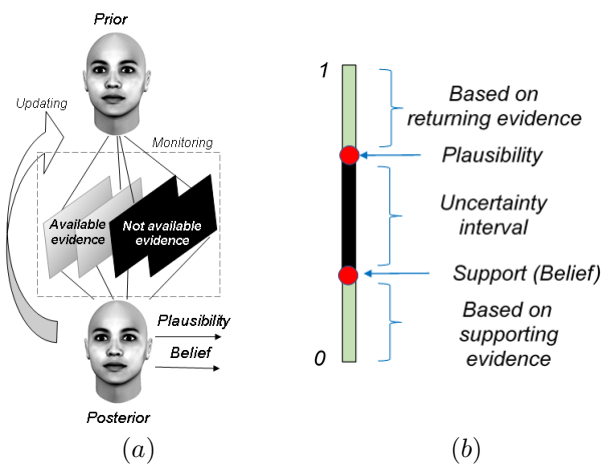 Prior
Updating
Monitoring
Available
evidence
Not available
evidence
Plausibility
Belief
Posterior
(a)
1
Based on
returning evidence
Plausibility
Uncertainty
interval
Support (Belief)
Based on
supporting
evidence
0
(b)